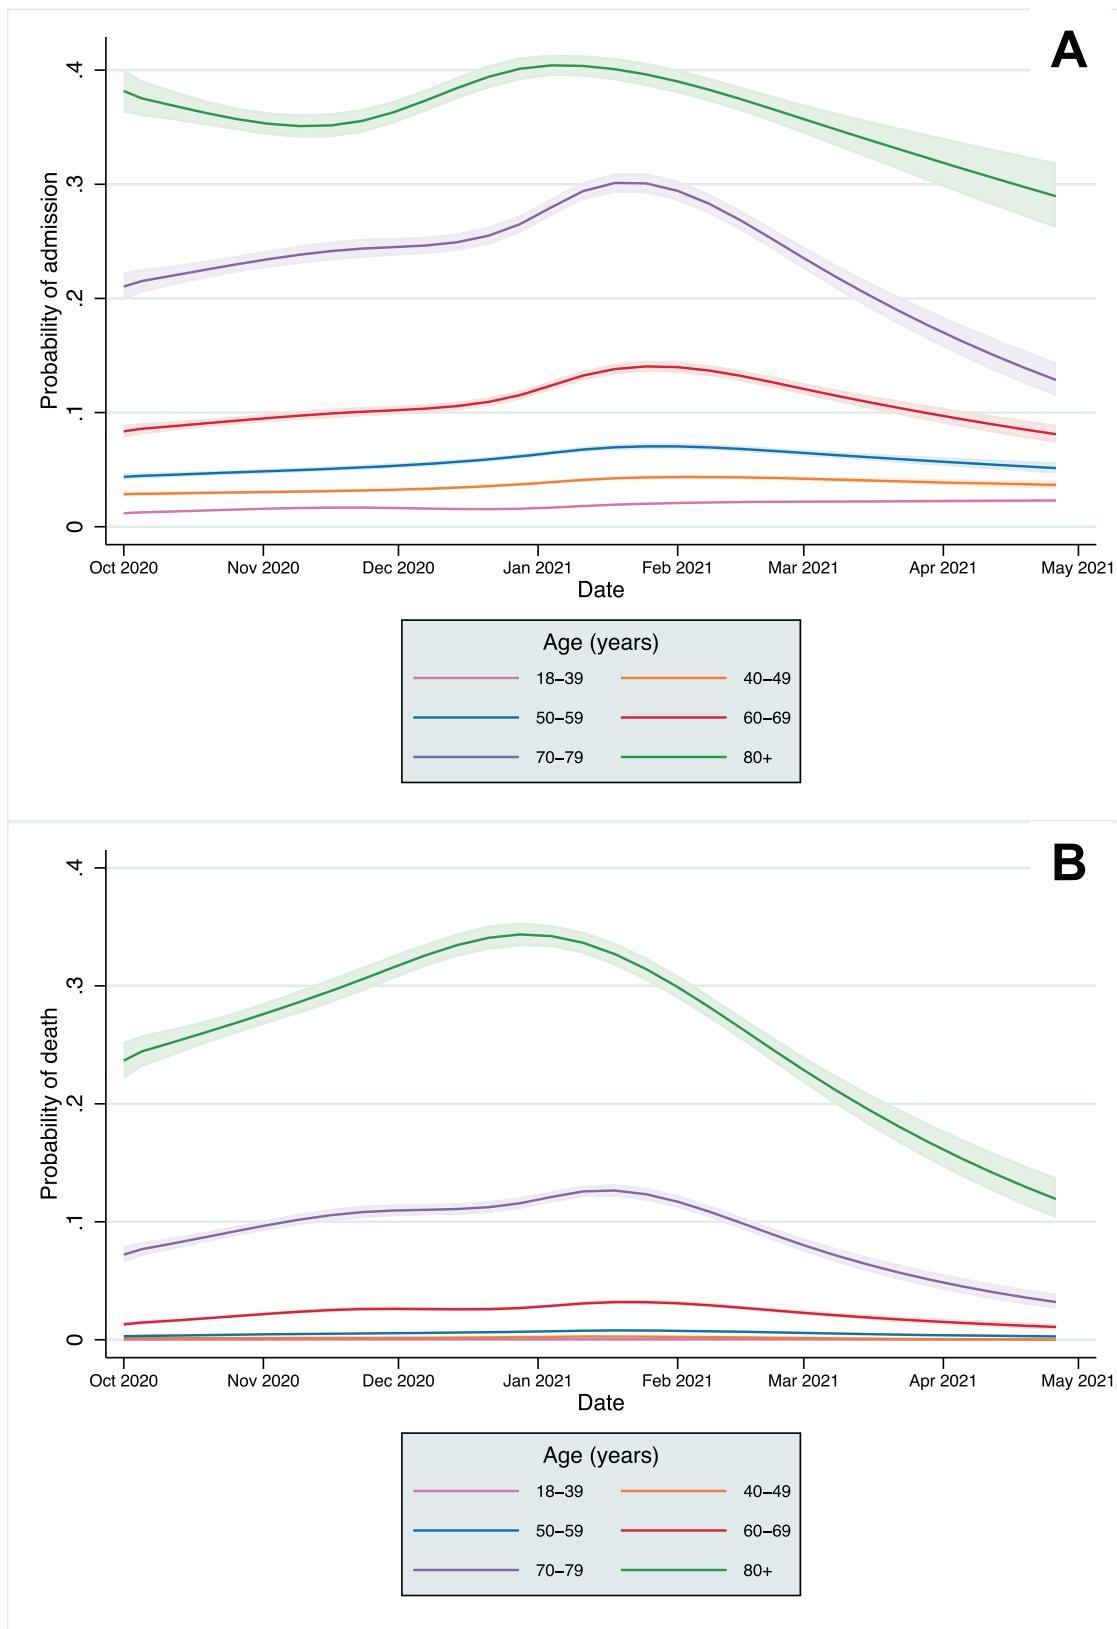 A
.4
.3
.2
.1
0
Probability of admission
Oct 2020 Nov 2020 Dec 2020 Jan 2021 Feb 2021 Mar 2021 Apr 2021 May 2021
Date
Age (years)
18–39 40–49
50–59 60–69
70–79 80+
B
.4
.3
.2
.1
0
Probability of death
Oct 2020 Nov 2020 Dec 2020 Jan 2021 Feb 2021 Mar 2021 Apr 2021 May 2021
Date
Age (years)
18–39 40–49
50–59 60–69
70–79 80+